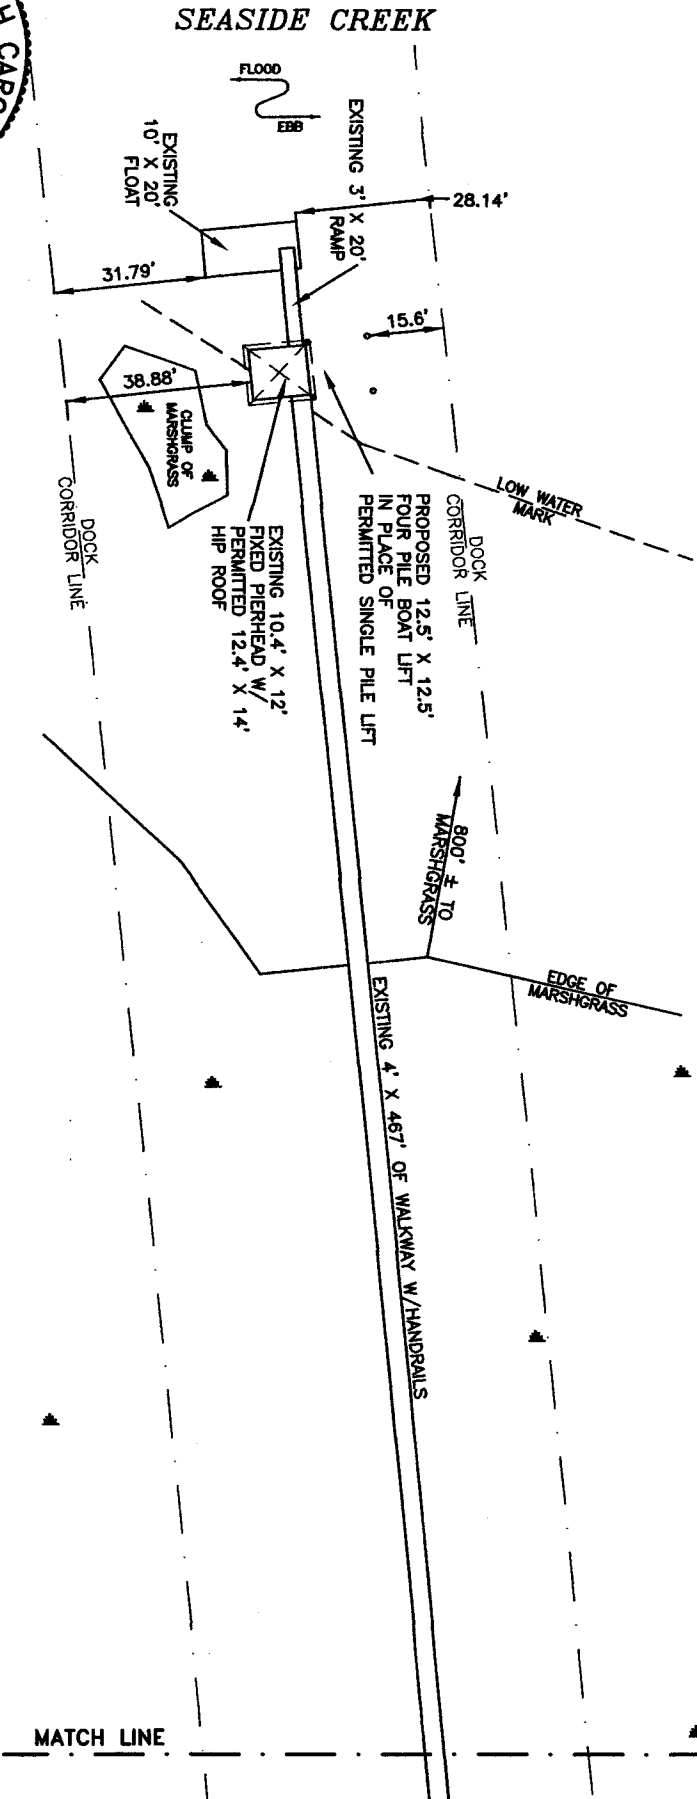 SEASIDE CREEK
H CARO
FLOOD
EBB
EXISTING
10' X 20'
FLOAT
EXISTING 3' X 20'
RAMP
28.14'
31.79'
15.6'
38.88'
CLUMP OF
MARSHGRASS
LOW WATER
MARK
DOCK
CORRIDOR LINE
DOCK
CORRIDOR LINE
PROPOSED 12.5' X 12.5'
FOUR PILE BOAT LIFT
IN PLACE OF
PERMITTED SINGLE PILE LIFT
EXISTING 10.4' X 12'
FIXED PIERHEAD W/
PERMITTED 12.4' X 14'
HIP ROOF
800' ± TO
MARSHGRASS
EDGE OF
MARSHGRASS
EXISTING 4' X 467' OF WALKWAY W/HANDRAILS
MATCH LINE